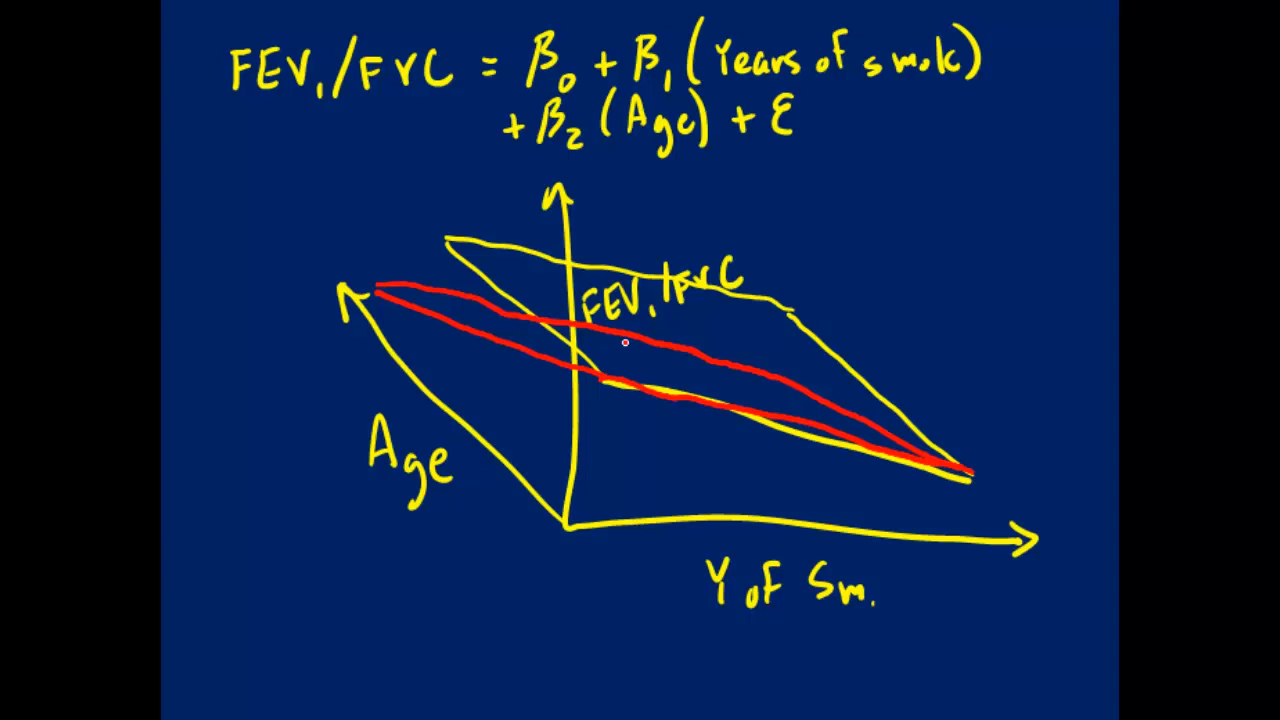 FEV₁/FVC = β₀ + β₁ (Years of smok)
+ β₂ (Age) + ε
FEV₁/FVC
Age
Y of Sm.